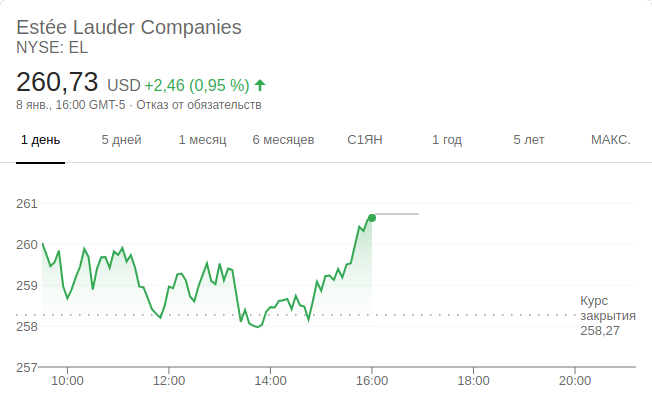 Estée Lauder Companies
NYSE: EL
260,73 USD +2,46 (0,95 %)
8 янв., 16:00 GMT-5 · Отказ от обязательств
1 день 5 дней 1 месяц 6 месяцев С1ЯН 1 год 5 лет МАКС.
261
260
259
258
257
Курс
закрытия
258,27
10:00 12:00 14:00 16:00 18:00 20:00